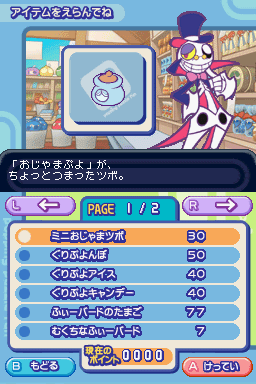 アイテムをえらんでね
「おじゃまぷよ」が、
ちょっとつまったツボ。
L
PAGE 1/2
R
ミニおじゃまツボ 30
ぐりぷよんぼ 50
ぐりぷよアイス 40
ぐりぷよキャンデー 40
ふぃーバードのたまご 77
むくちなふぃーバード 7
B もどる
現在のポイント 0000
A けってい